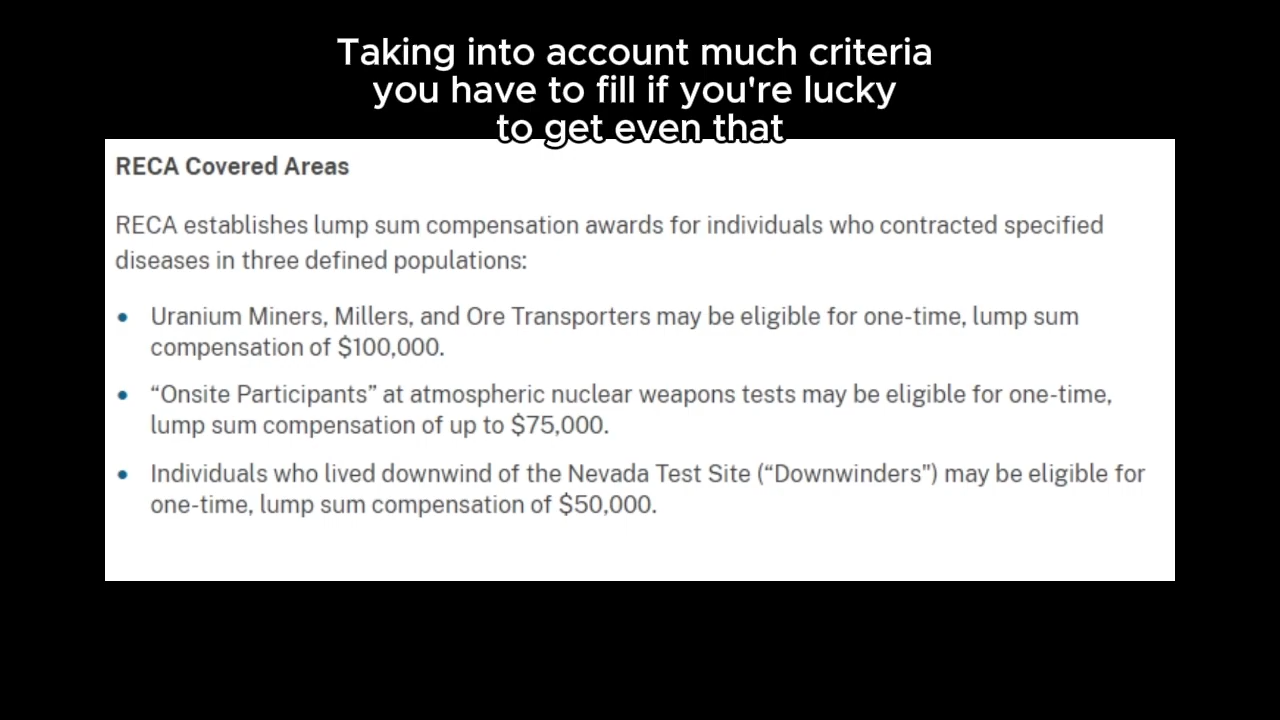 Taking into account much criteria
you have to fill if you're lucky
to get even that
RECA Covered Areas
RECA establishes lump sum compensation awards for individuals who contracted specified
diseases in three defined populations:
• Uranium Miners, Millers, and Ore Transporters may be eligible for one-time, lump sum
compensation of $100,000.
• “Onsite Participants” at atmospheric nuclear weapons tests may be eligible for one-time,
lump sum compensation of up to $75,000.
• Individuals who lived downwind of the Nevada Test Site (“Downwinders") may be eligible for
one-time, lump sum compensation of $50,000.